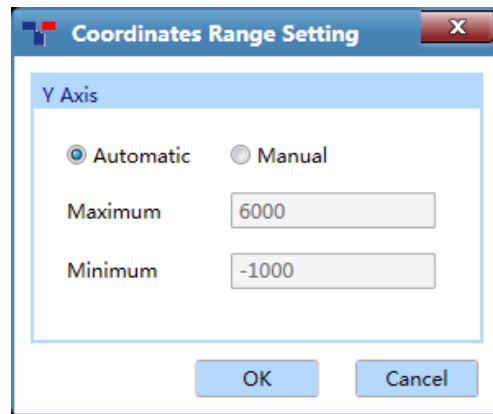 Coordinates Range Setting
x
Y Axis
Automatic Manual
Maximum 6000
Minimum -1000
OK Cancel